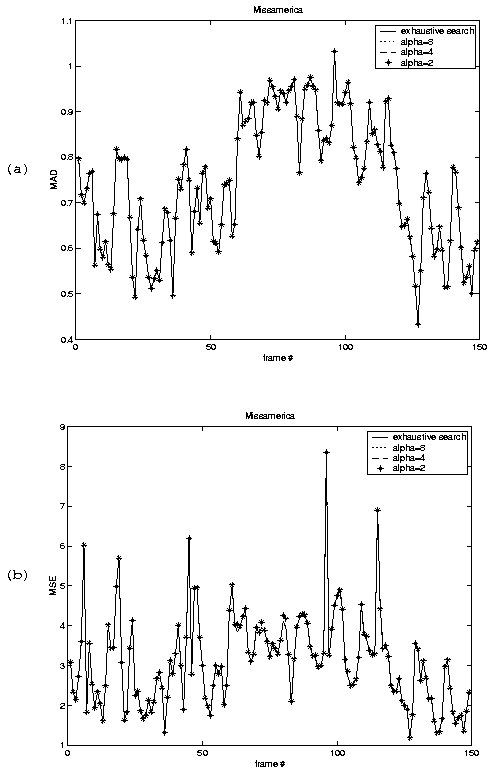 Missamerica
1.1
exhaustive search
alpha=8
alpha=4
alpha=2
1
0.9
0.8
(a)
MAD
0.7
0.6
0.5
0.4
0
50
100
150
frame #
Missamerica
9
exhaustive search
alpha=8
alpha=4
alpha=2
8
7
6
(b)
MSE
5
4
3
2
1
0
50
100
150
frame #